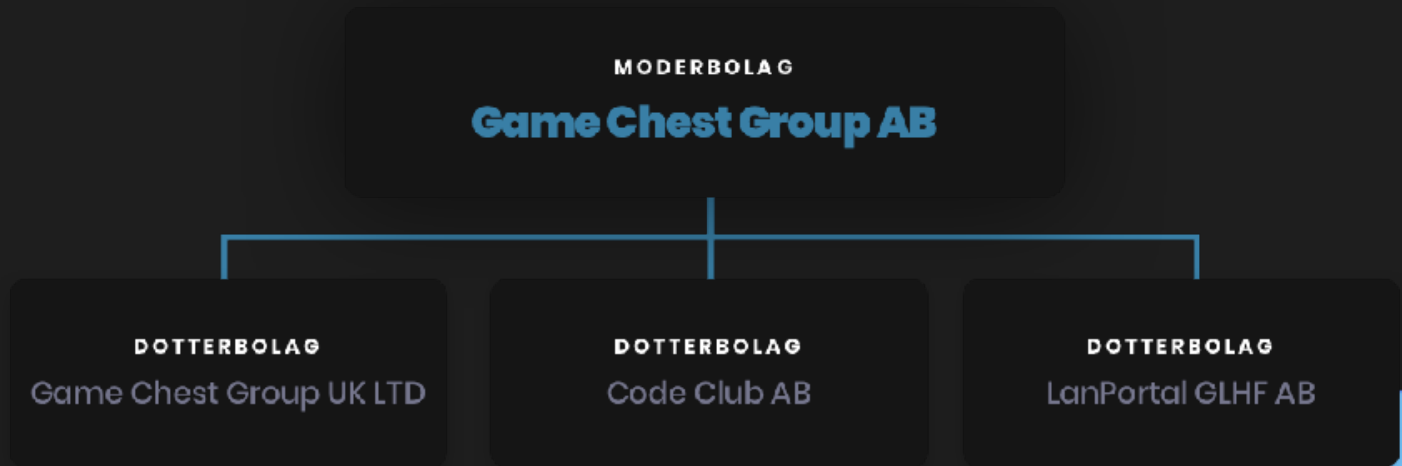 MODERBOLAG
Game Chest Group AB
DOTTERBOLAG
Game Chest Group UK LTD
DOTTERBOLAG
Code Club AB
DOTTERBOLAG
LanPortal GLHF AB